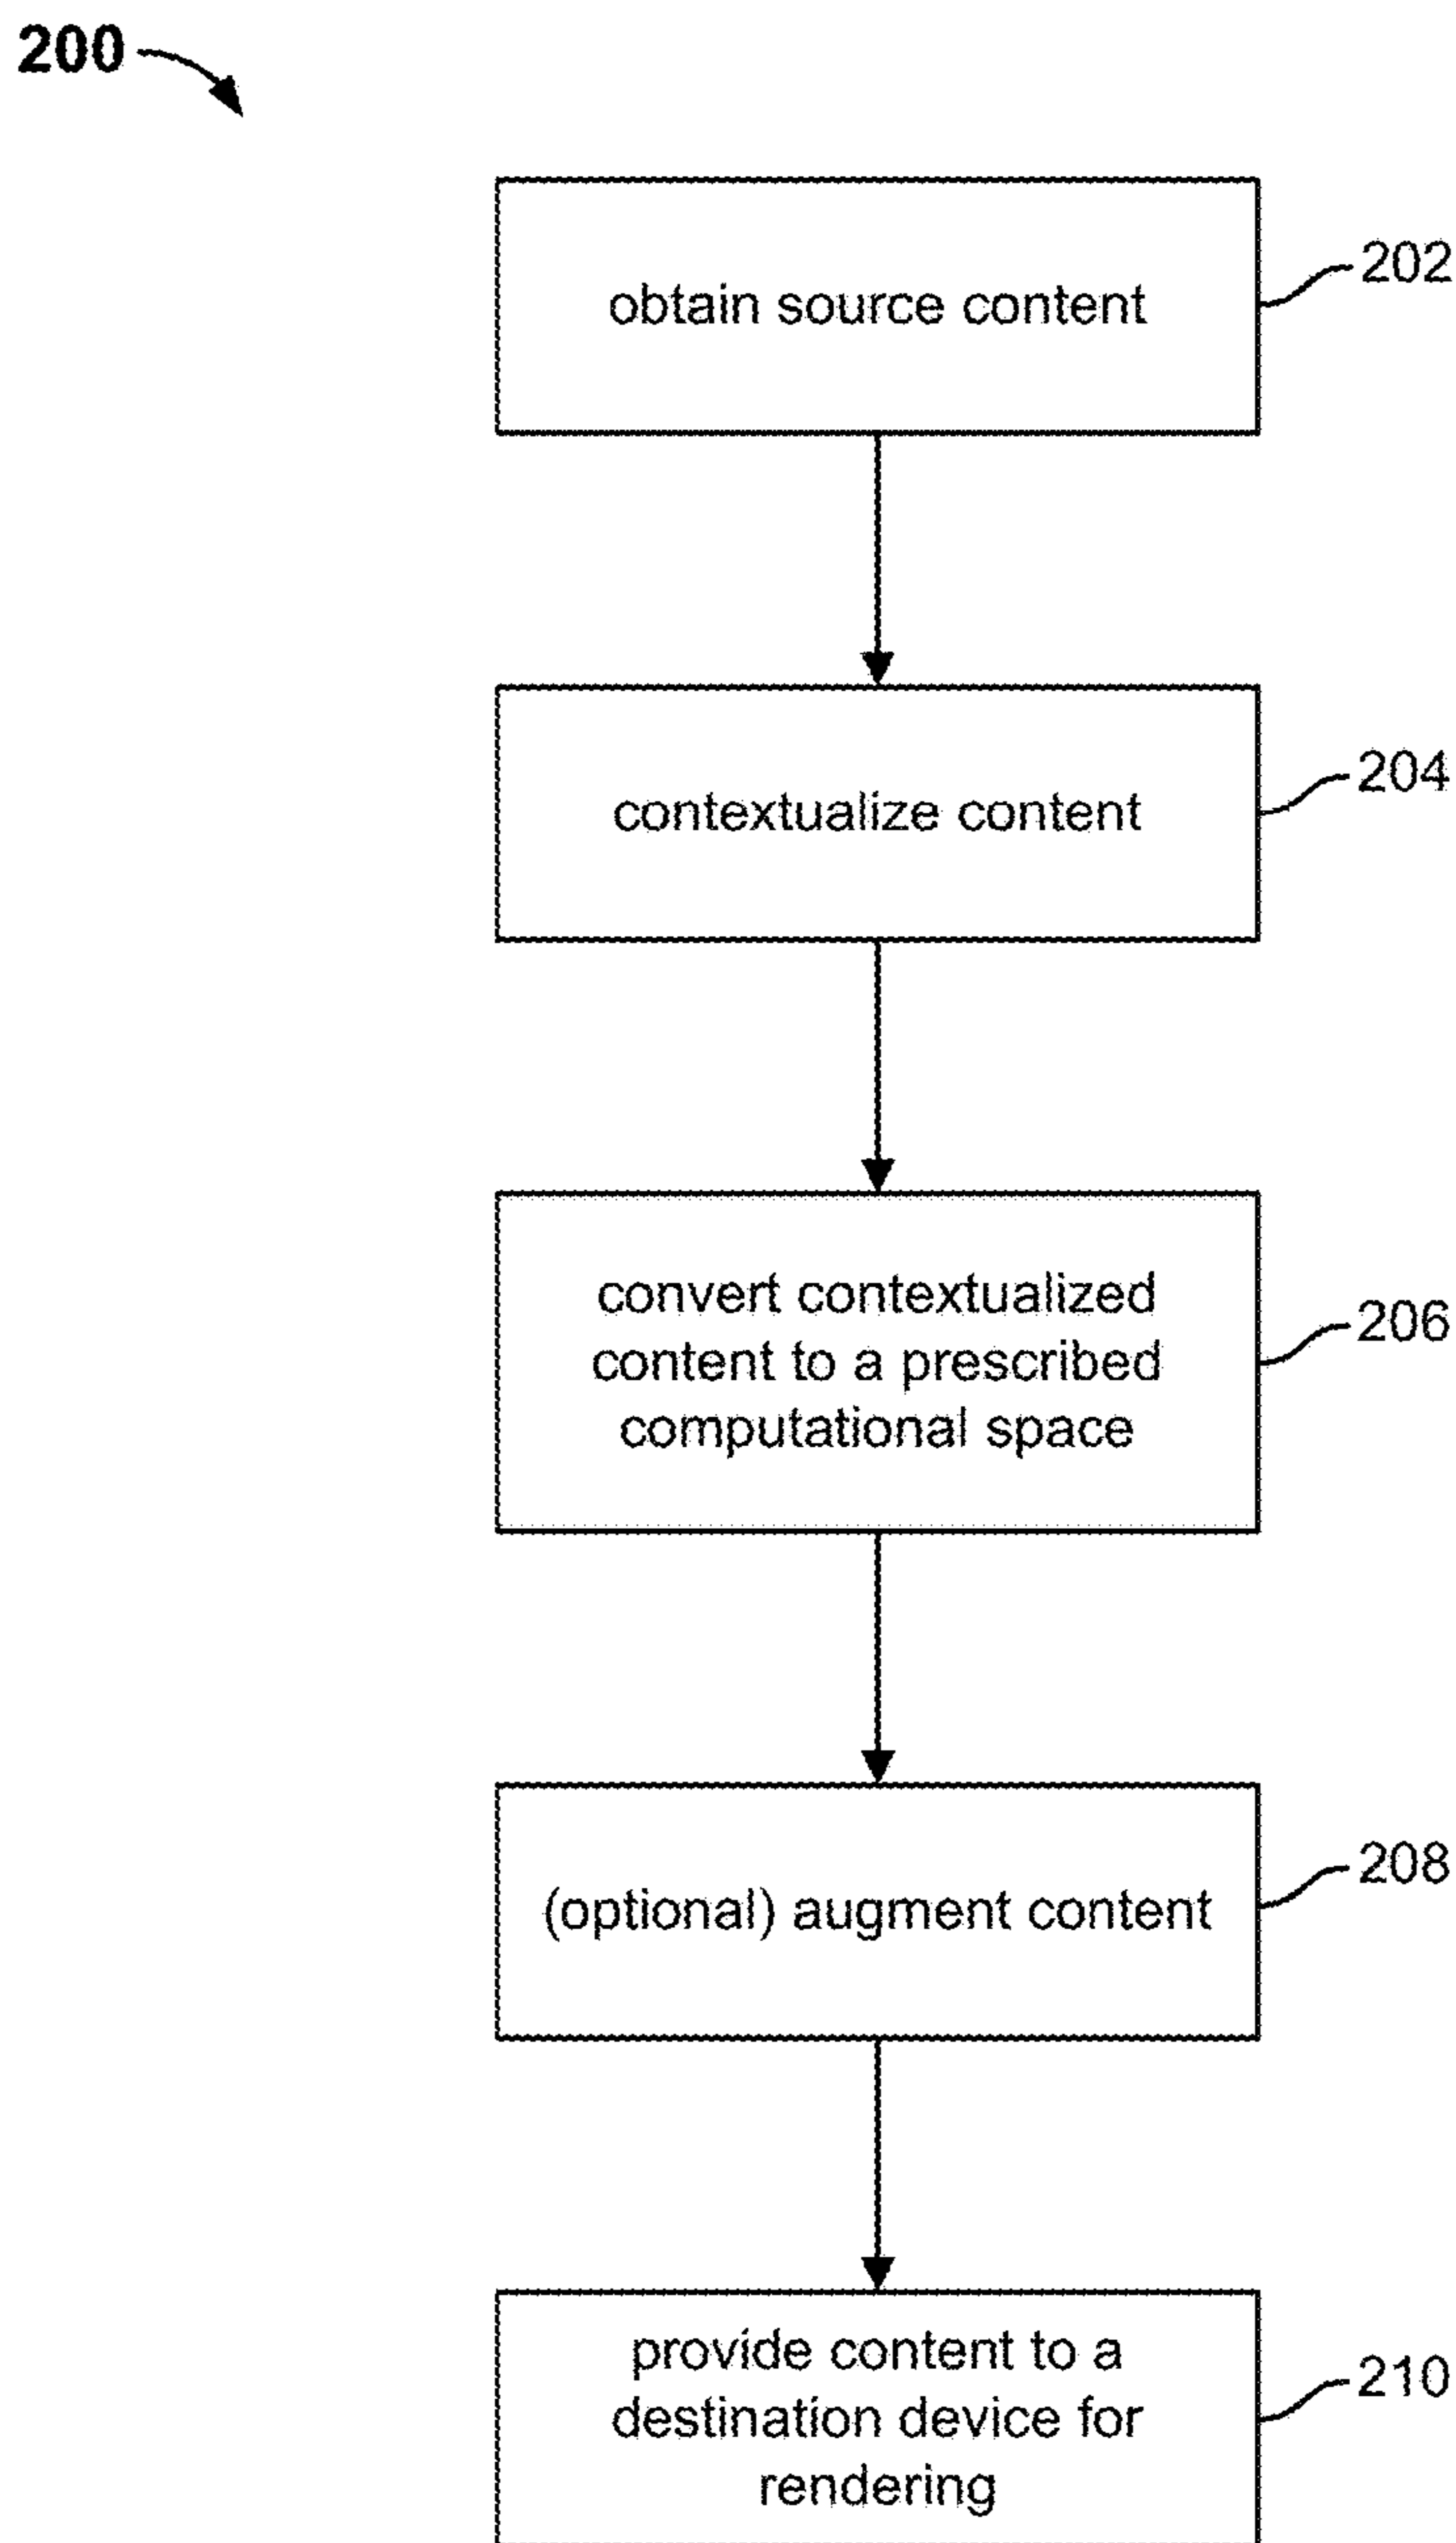 200
obtain source content
202
contextualize content
204
convert contextualized
content to a prescribed
computational space
206
(optional) augment content
208
provide content to a
destination device for
rendering
210